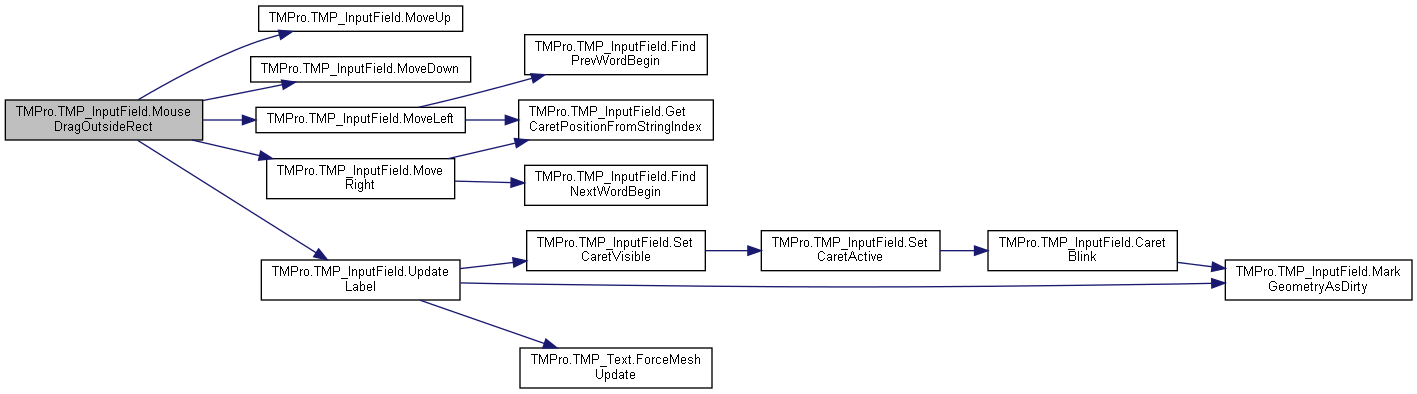 TMPro.TMP_InputField.MoveUp
TMPro.TMP_InputField.Find
PrevWordBegin
TMPro.TMP_InputField.MoveDown
TMPro.TMP_InputField.Mouse
DragOutsideRect
TMPro.TMP_InputField.MoveLeft
TMPro.TMP_InputField.Get
CaretPositionFromStringIndex
TMPro.TMP_InputField.Move
Right
TMPro.TMP_InputField.Find
NextWordBegin
TMPro.TMP_InputField.Set
CaretVisible
TMPro.TMP_InputField.Set
CaretActive
TMPro.TMP_InputField.Caret
Blink
TMPro.TMP_InputField.Mark
GeometryAsDirty
TMPro.TMP_InputField.Update
Label
TMPro.TMP_Text.ForceMesh
Update